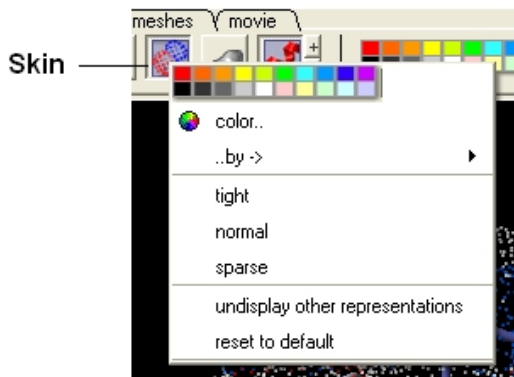 meshes movie
Skin
+
color..
..by ->
tight
normal
sparse
undisplay other representations
reset to default